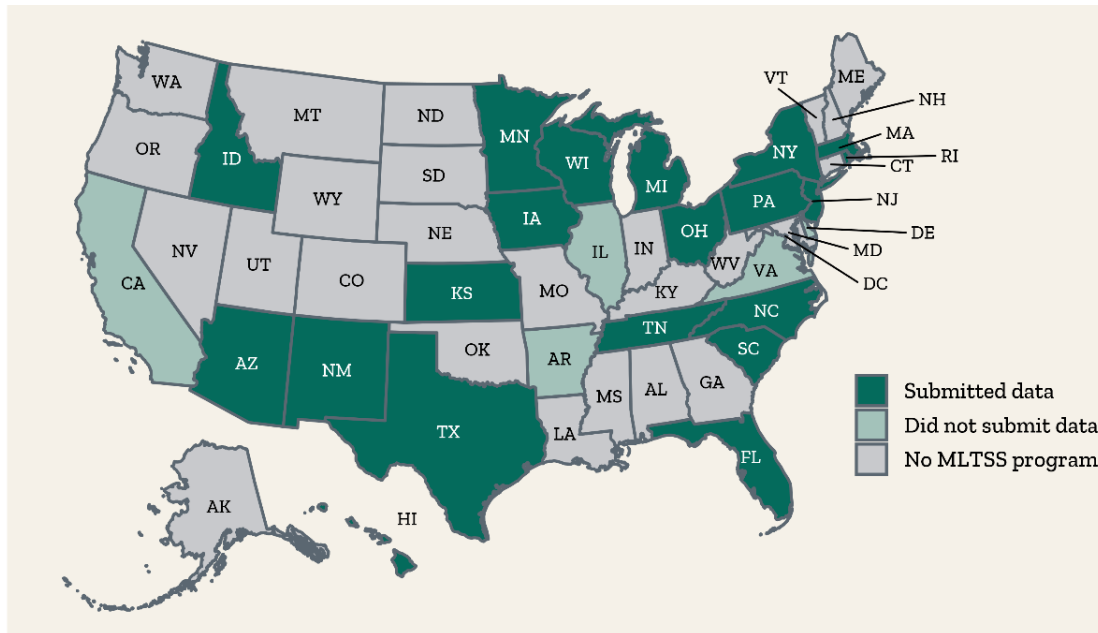 WA
MT
ND
MN
VT
ME
NH
OR
ID
SD
WI
MI
NY
MA
RI
CT
WY
IA
PA
NJ
NE
OH
NV
UT
CO
IL
IN
WV
VA
DE
MD
DC
CA
KS
MO
KY
NC
AZ
NM
OK
TN
AR
SC
MS
AL
GA
TX
LA
FL
AK
HI
Submitted data
Did not submit data
No MLTSS program